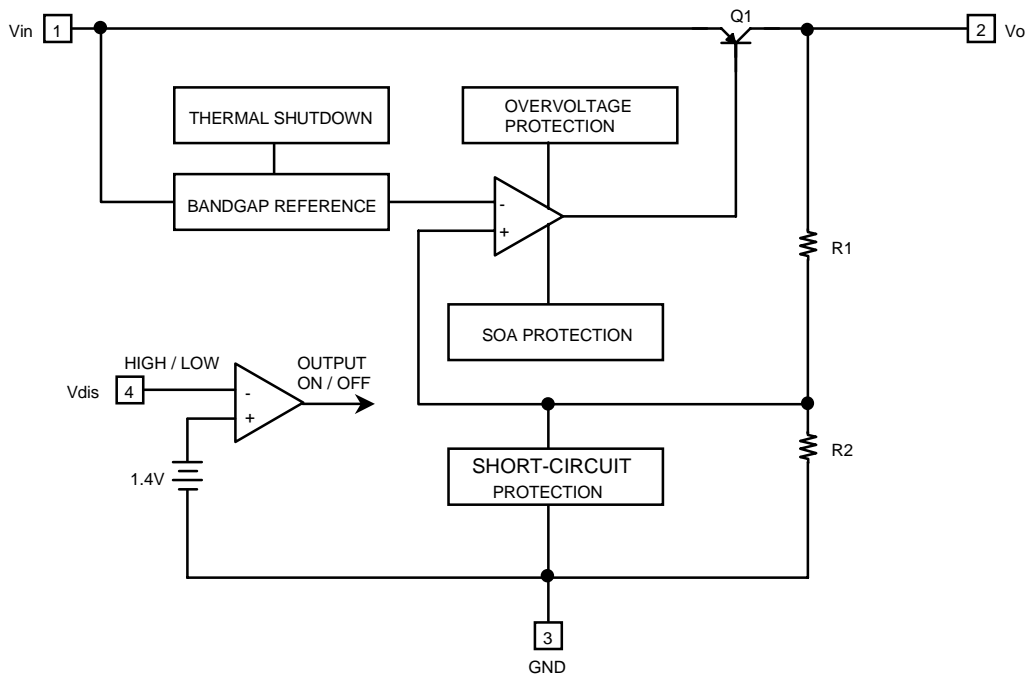 Q1
Vin 1
2 Vo
THERMAL SHUTDOWN
OVERVOLTAGE
PROTECTION
BANDGAP REFERENCE
-
+
R1
SOA PROTECTION
HIGH / LOW
OUTPUT
ON / OFF
Vdis 4
-
+
R2
1.4V
SHORT-CIRCUIT
PROTECTION
3
GND